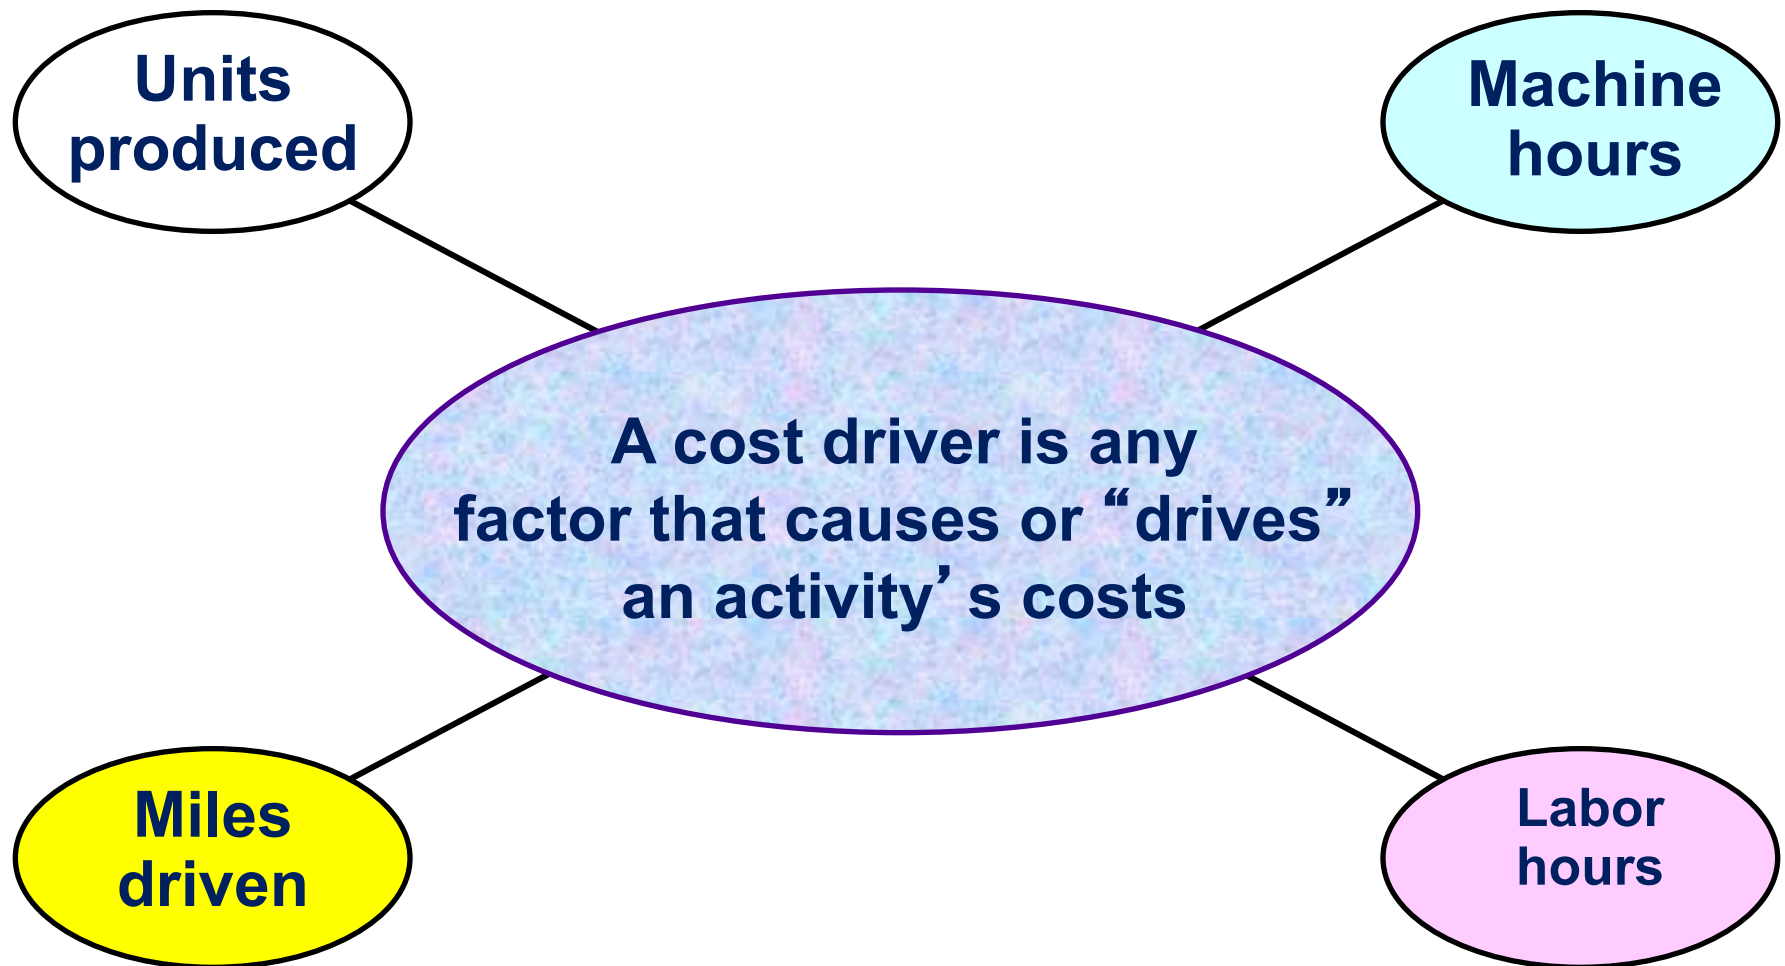 Units
produced
Machine
hours
A cost driver is any
factor that causes or “drives”
an activity’s costs
Miles
driven
Labor
hours